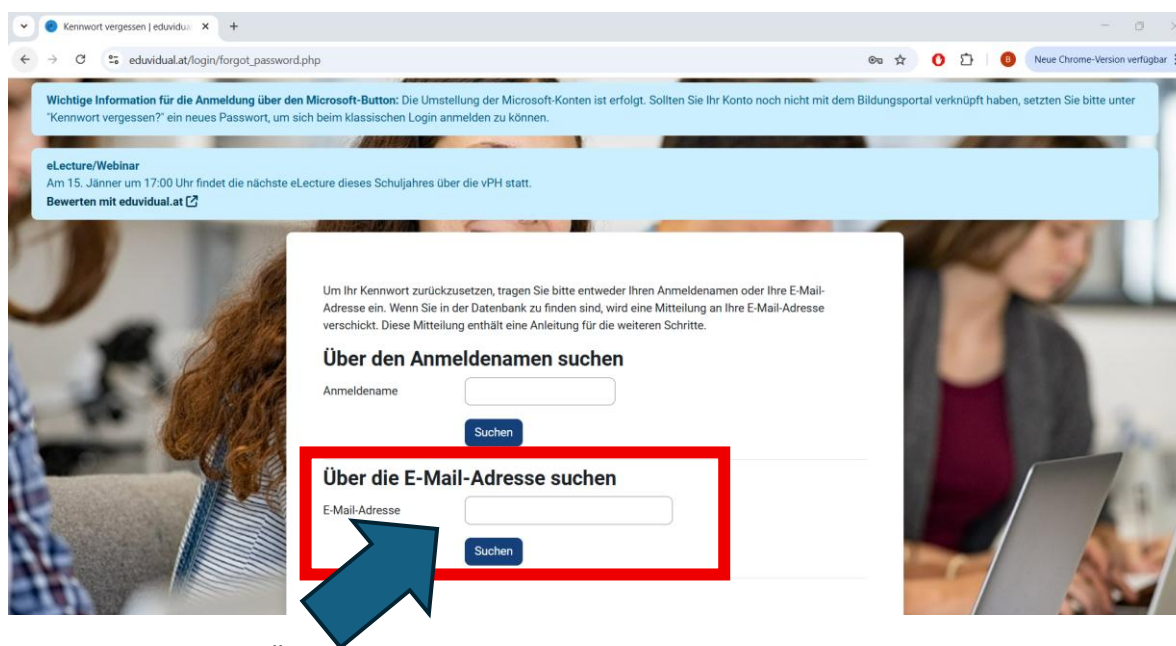 Kennwort vergessen | eduvidual
eduvidual.at/login/forgot_password.php
B
Neue Chrome-Version verfügbar
Wichtige Information für die Anmeldung über den Microsoft-Button: Die Umstellung der Microsoft-Konten ist erfolgt. Sollten Sie Ihr Konto noch nicht mit dem Bildungsportal verknüpft haben, setzten Sie bitte unter
"Kennwort vergessen?" ein neues Passwort, um sich beim klassischen Login anmelden zu können.
eLecture/Webinar
Am 15. Jänner um 17:00 Uhr findet die nächste eLecture dieses Schuljahres über die vPH statt.
Bewerten mit eduvidual.at
Um Ihr Kennwort zurückzusetzen, tragen Sie bitte entweder Ihren Anmeldenamen oder Ihre E-Mail-
Adresse ein. Wenn Sie in der Datenbank zu finden sind, wird eine Mitteilung an Ihre E-Mail-Adresse
verschickt. Diese Mitteilung enthält eine Anleitung für die weiteren Schritte.
Über den Anmeldenamen suchen
Anmeldename
Suchen
Über die E-Mail-Adresse suchen
E-Mail-Adresse
Suchen